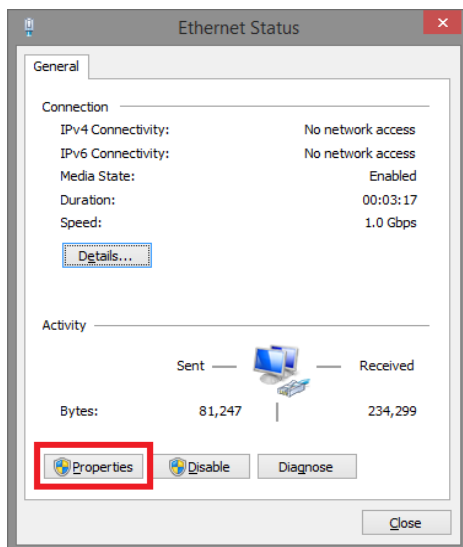 Ethernet Status
General
Connection
IPv4 Connectivity: No network access
IPv6 Connectivity: No network access
Media State: Enabled
Duration: 00:03:17
Speed: 1.0 Gbps
Details...
Activity
Sent — — Received
Bytes: 81,247 | 234,299
Properties Disable Diagnose
Close